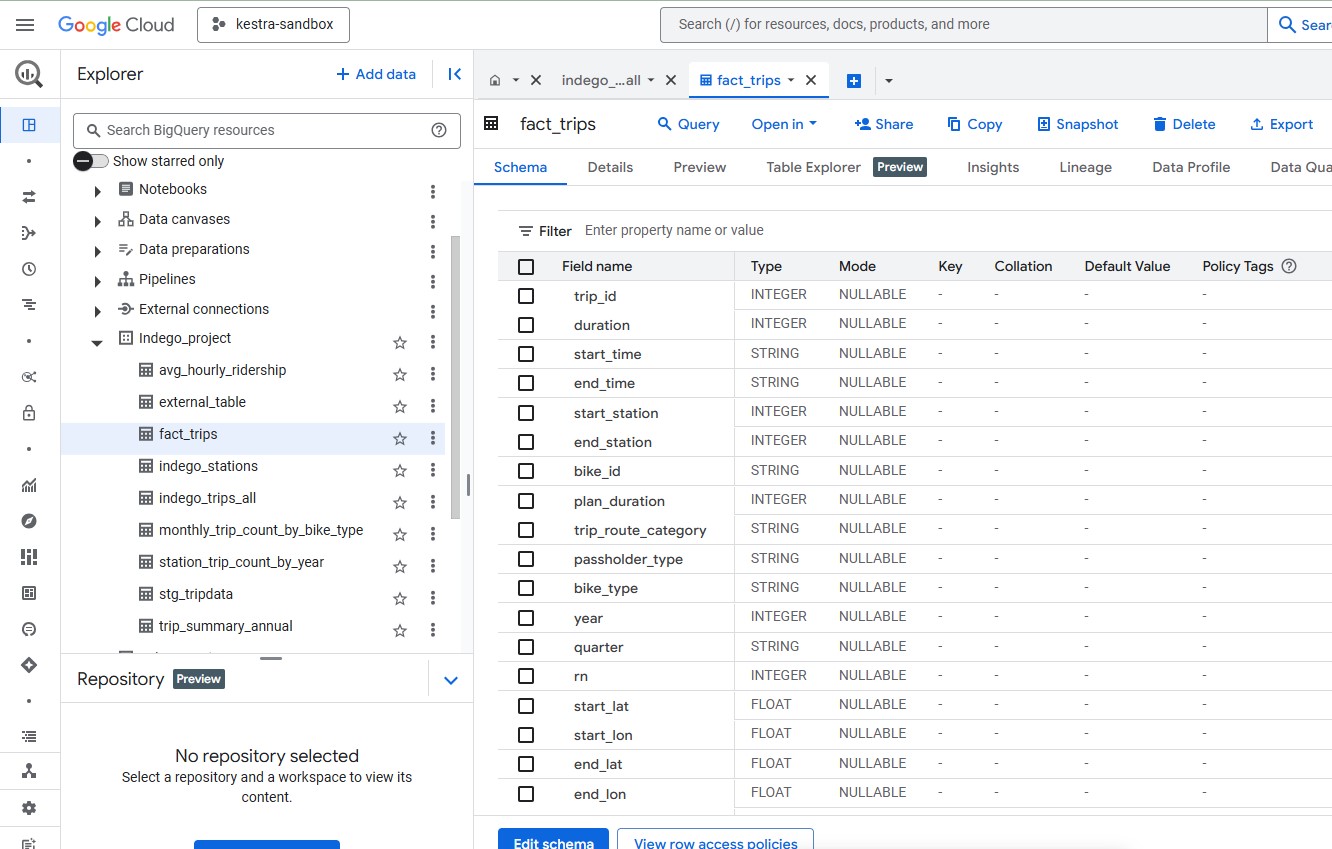 Google Cloud
kestra-sandbox
Search (/) for resources, docs, products, and more
Sear
Explorer
+ Add data
Search BigQuery resources
Show starred only
Notebooks
Data canvases
Data preparations
Pipelines
External connections
Indego_project
avg_hourly_ridership
external_table
fact_trips
indego_stations
indego_trips_all
monthly_trip_count_by_bike_type
station_trip_count_by_year
stg_tripdata
trip_summary_annual
Repository Preview
No repository selected
Select a repository and a workspace to view its
content.
indego_...all fact_trips
fact_trips Query Open in Share Copy Snapshot Delete Export
Schema Details Preview Table Explorer Preview Insights Lineage Data Profile Data Qua
Filter Enter property name or value
Field name Type Mode Key Collation Default Value Policy Tags
trip_id INTEGER NULLABLE - - - -
duration INTEGER NULLABLE - - - -
start_time STRING NULLABLE - - - -
end_time STRING NULLABLE - - - -
start_station INTEGER NULLABLE - - - -
end_station INTEGER NULLABLE - - - -
bike_id STRING NULLABLE - - - -
plan_duration INTEGER NULLABLE - - - -
trip_route_category STRING NULLABLE - - - -
passholder_type STRING NULLABLE - - - -
bike_type STRING NULLABLE - - - -
year INTEGER NULLABLE - - - -
quarter STRING NULLABLE - - - -
rn INTEGER NULLABLE - - - -
start_lat FLOAT NULLABLE - - - -
start_lon FLOAT NULLABLE - - - -
end_lat FLOAT NULLABLE - - - -
end_lon FLOAT NULLABLE - - - -
Edit schema View row access policies